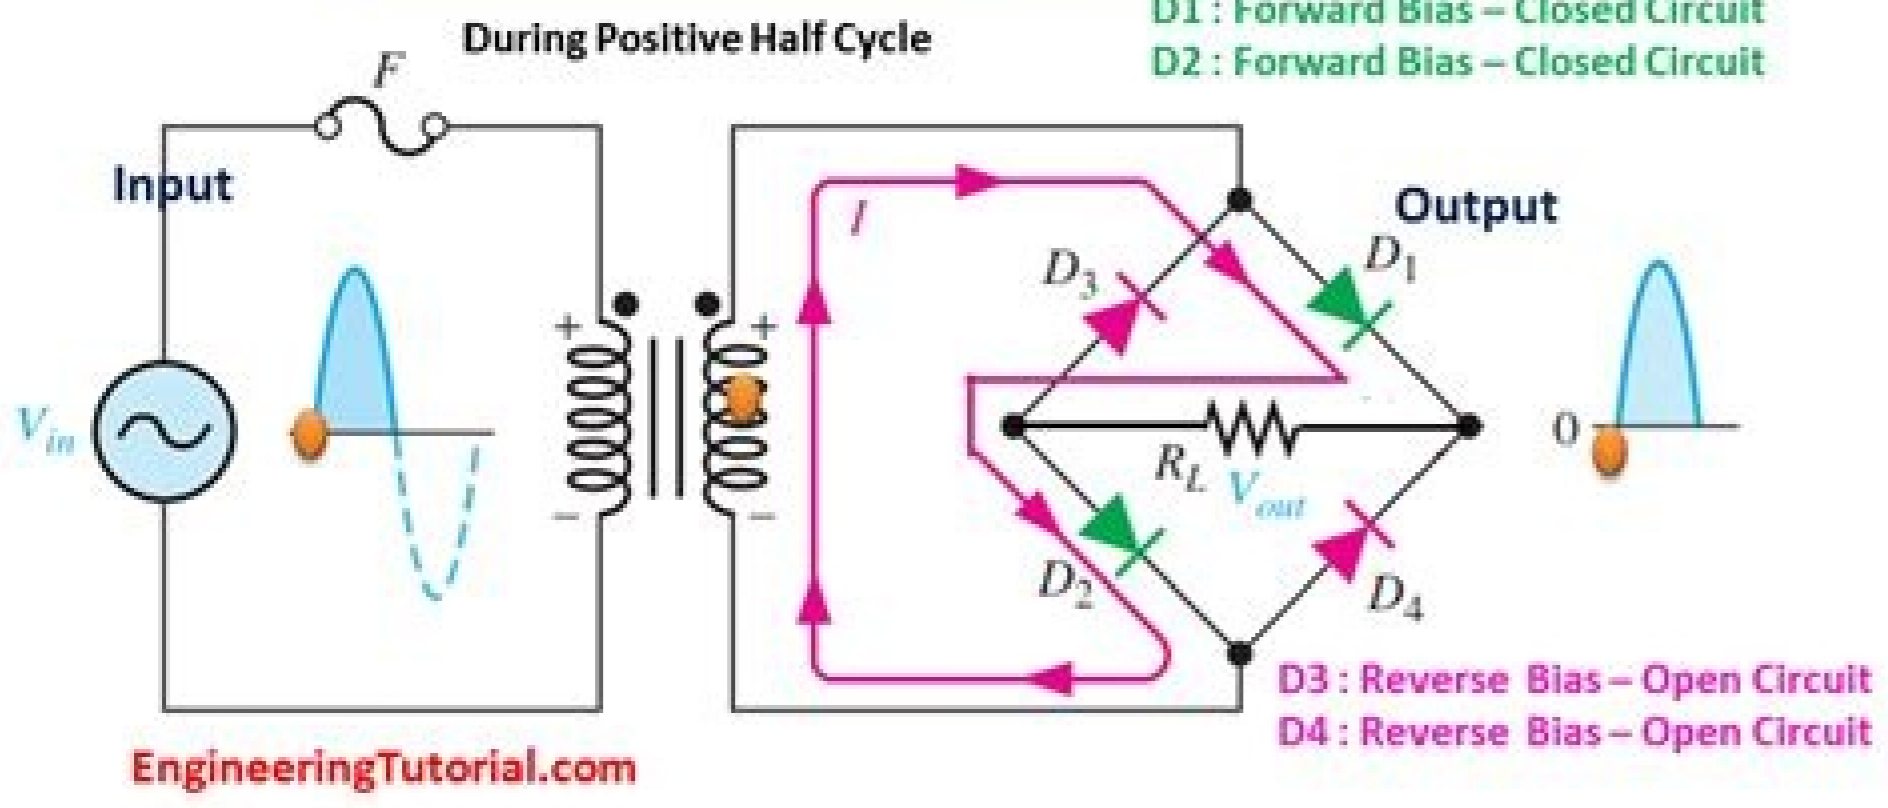 D1 : Forward Bias – Closed Circuit
During Positive Half Cycle
D2 : Forward Bias – Closed Circuit
F
Input
Output
I
D1
D3
+
+
Vin
0
RL
Vout
–
–
D2
D4
D3 : Reverse Bias – Open Circuit
D4 : Reverse Bias – Open Circuit
EngineeringTutorial.com